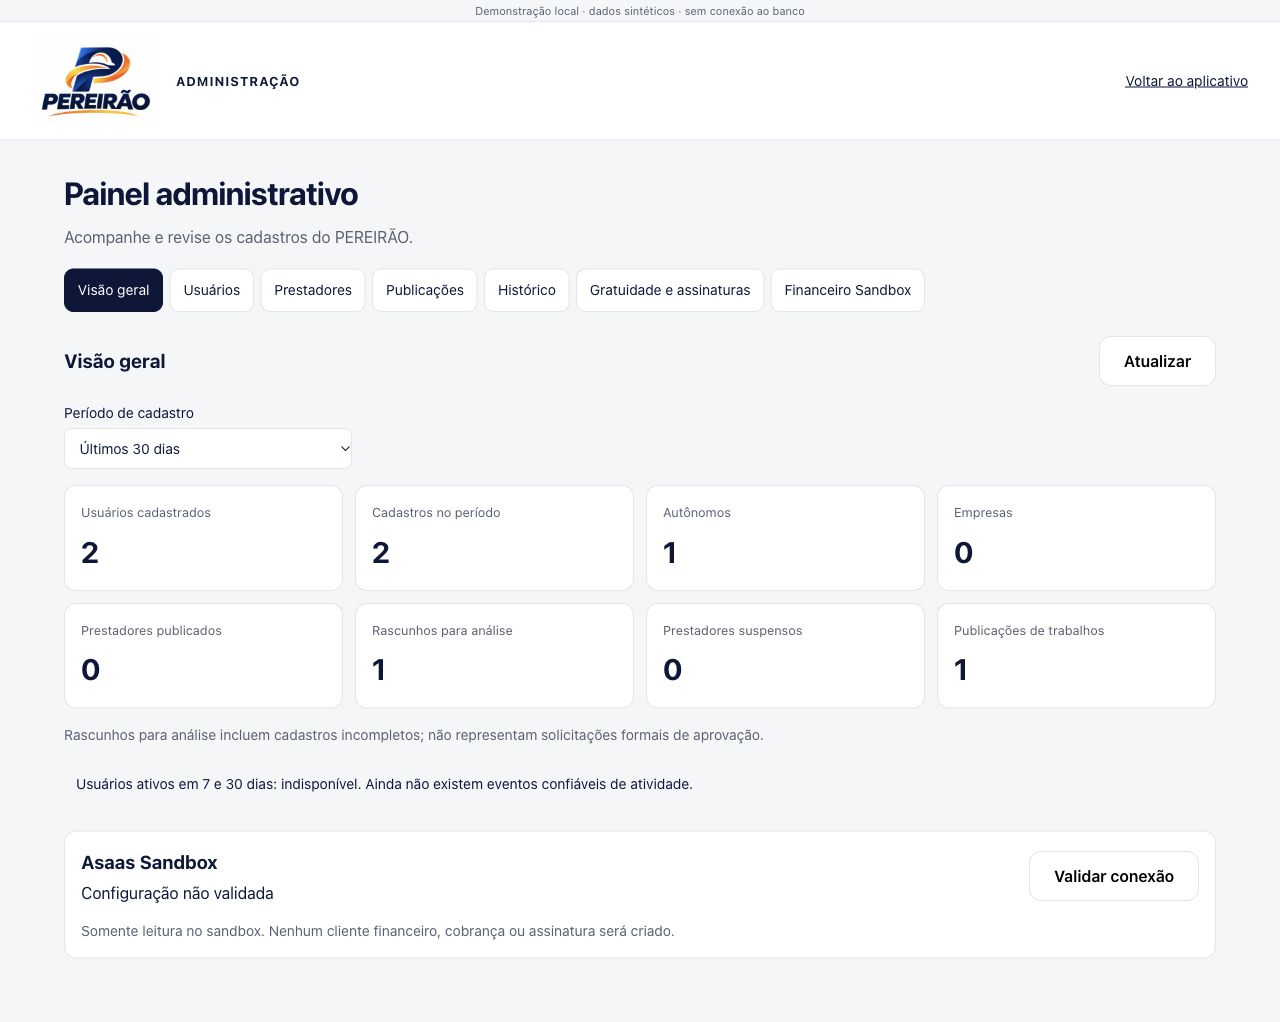 Demonstração local · dados sintéticos · sem conexão ao banco
PEREIRÃO
ADMINISTRAÇÃO
Voltar ao aplicativo
Painel administrativo
Acompanhe e revise os cadastros do PEREIRÃO.
Visão geral
Usuários
Prestadores
Publicações
Histórico
Gratuidade e assinaturas
Financeiro Sandbox
Visão geral
Atualizar
Período de cadastro
Últimos 30 dias
Usuários cadastrados
2
Cadastros no período
2
Autônomos
1
Empresas
0
Prestadores publicados
0
Rascunhos para análise
1
Prestadores suspensos
0
Publicações de trabalhos
1
Rascunhos para análise incluem cadastros incompletos; não representam solicitações formais de aprovação.
Usuários ativos em 7 e 30 dias: indisponível. Ainda não existem eventos confiáveis de atividade.
Asaas Sandbox
Configuração não validada
Validar conexão
Somente leitura no sandbox. Nenhum cliente financeiro, cobrança ou assinatura será criado.